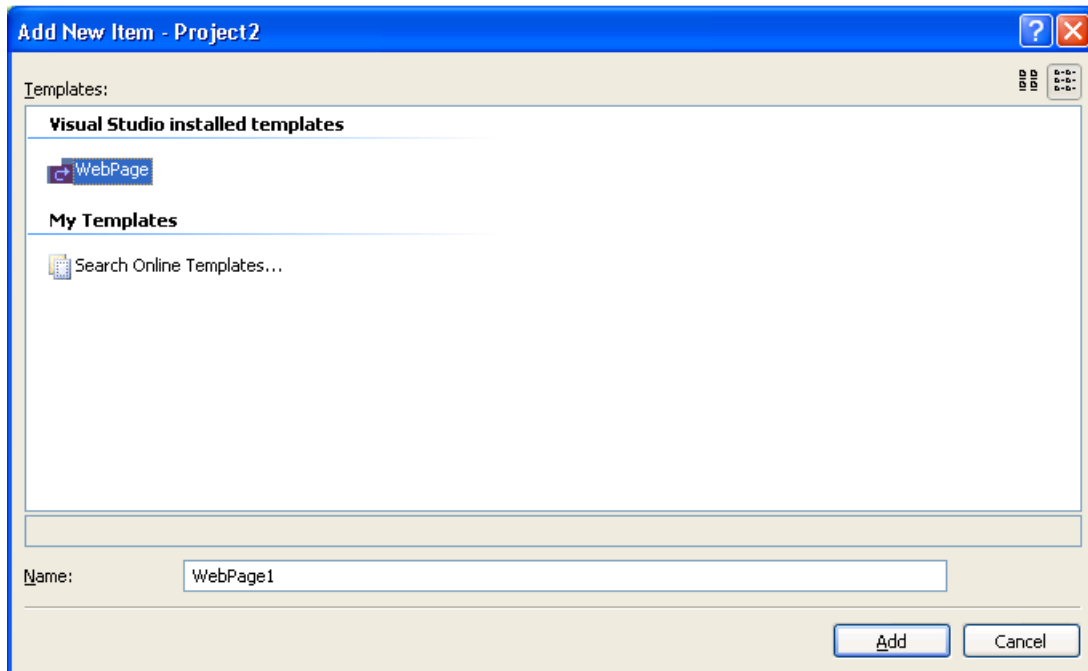 Add New Item - Project2
Templates:
Visual Studio installed templates
WebPage
My Templates
Search Online Templates...
Name:
WebPage1
Add
Cancel